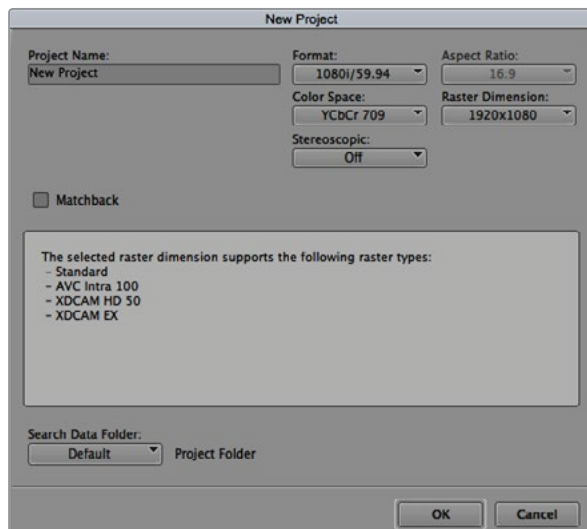 New Project
Project Name:
New Project
Format:
1080i/59.94
Aspect Ratio:
16.9
Color Space:
YCbCr 709
Raster Dimension:
1920x1080
Stereoscopic:
Off
Matchback
The selected raster dimension supports the following raster types:
- Standard
- AVC Intra 100
- XDCAM HD 50
- XDCAM EX
Search Data Folder:
Default
Project Folder
OK
Cancel